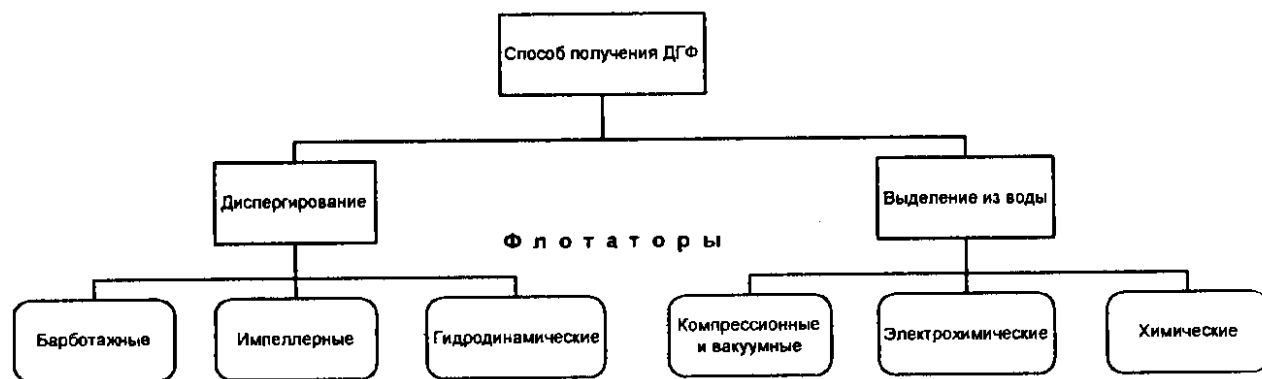 Способ получения ДГФ
Диспергирование
Выделение из воды
Флотаторы
Барботажные
Импеллерные
Гидродинамические
Компрессионные
и вакуумные
Электрохимические
Химические